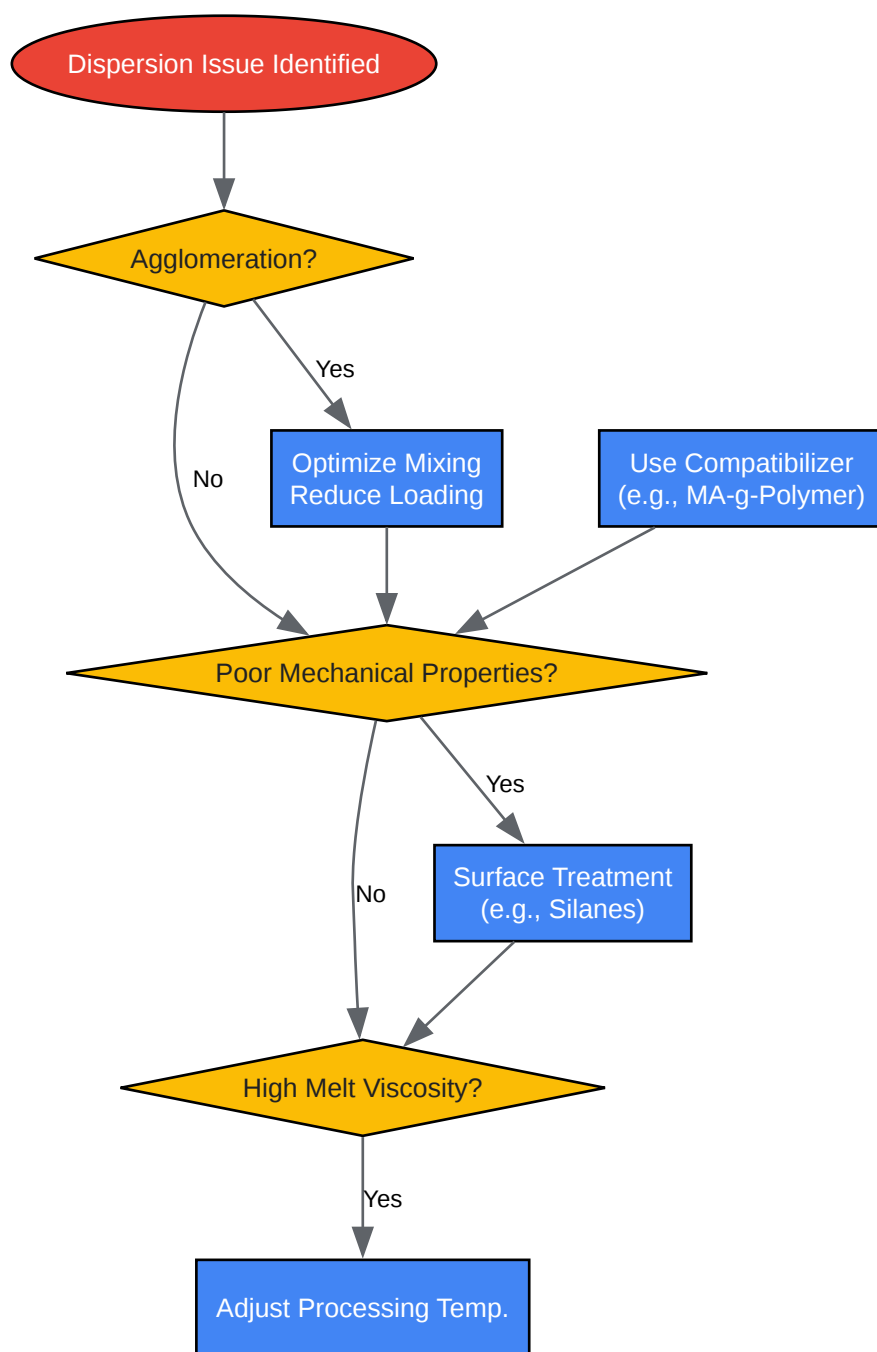 Dispersion Issue Identified
Agglomeration?
Yes
No
Optimize Mixing
Reduce Loading
Use Compatibilizer
(e.g., MA-g-Polymer)
Poor Mechanical Properties?
Yes
No
Surface Treatment
(e.g., Silanes)
High Melt Viscosity?
Yes
Adjust Processing Temp.